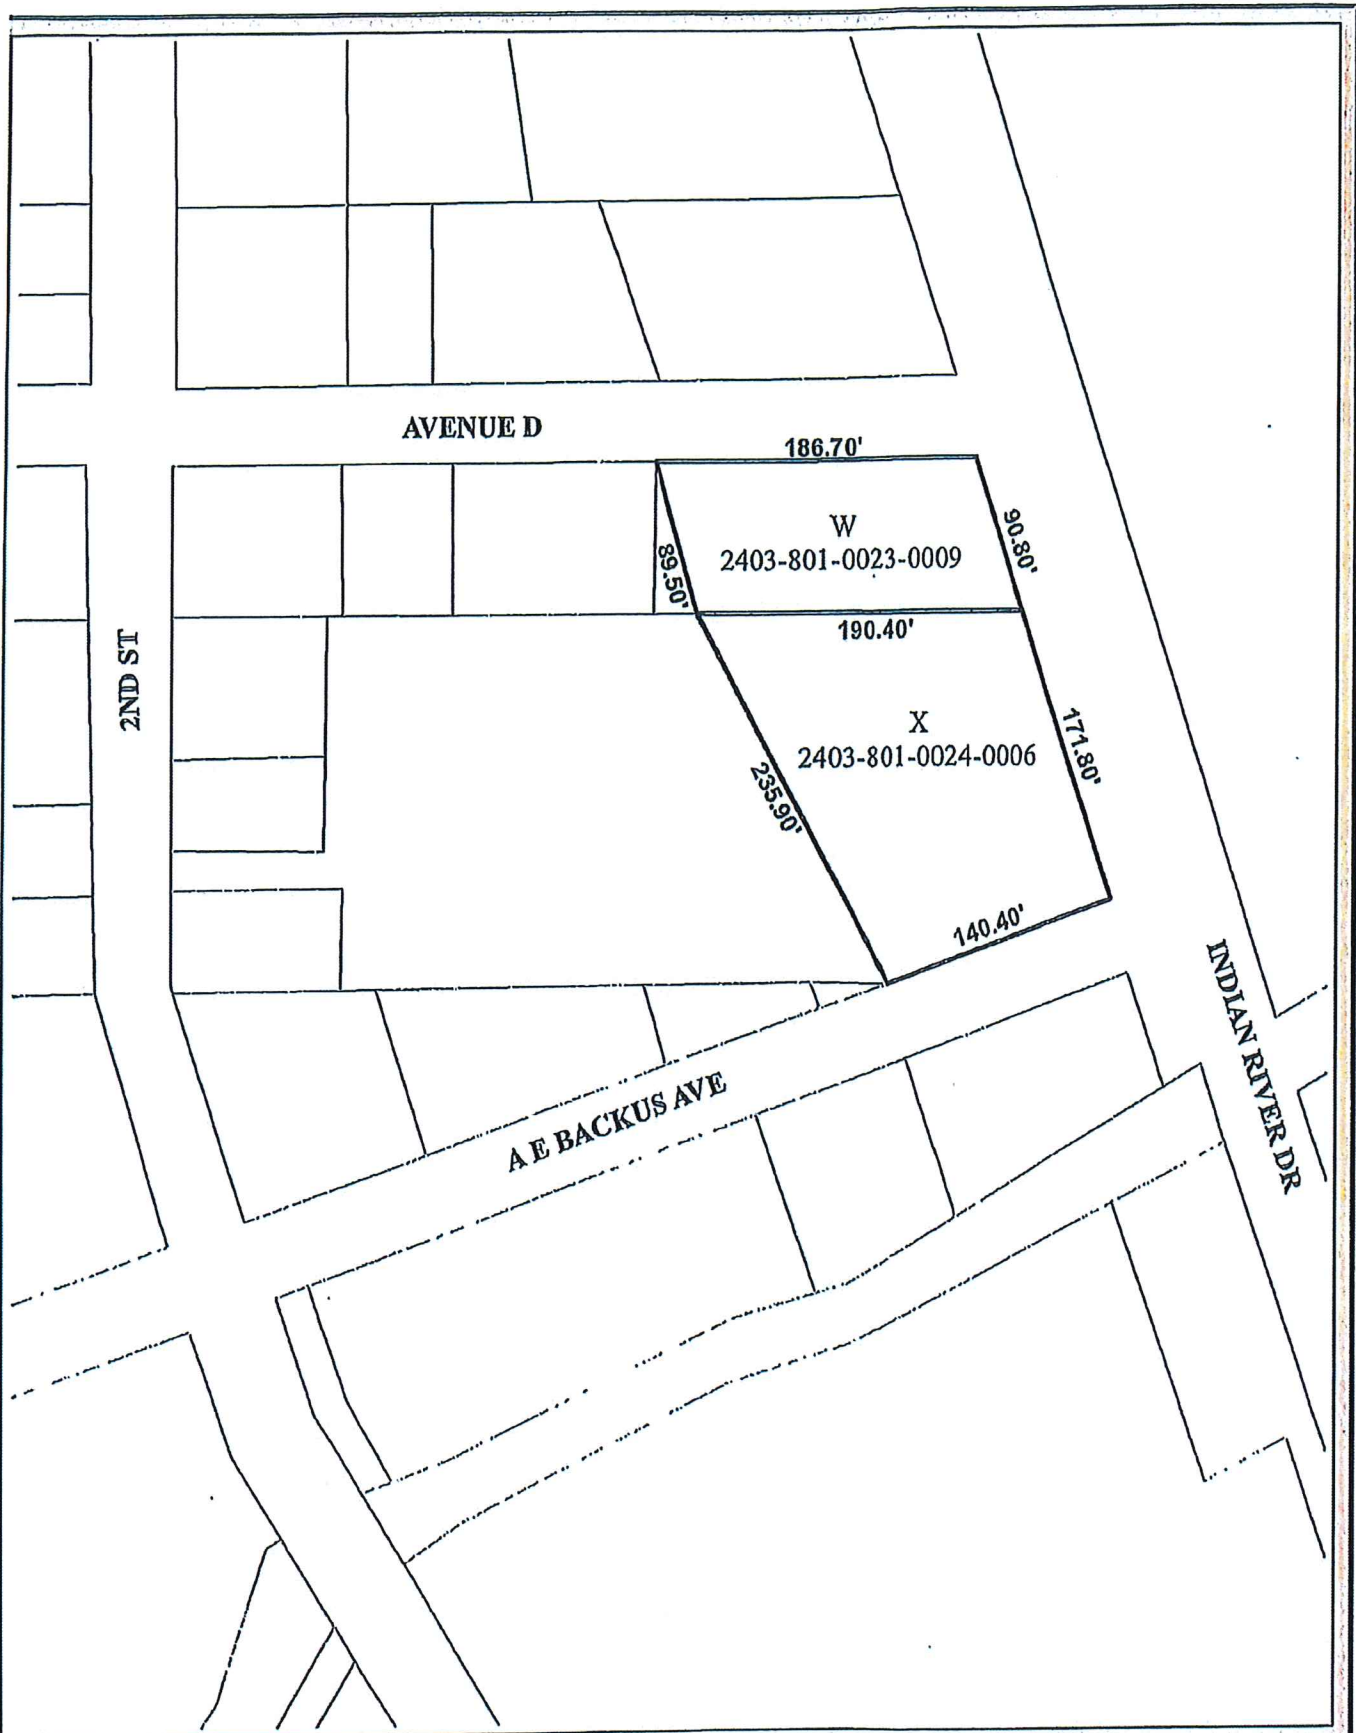 AVENUE D
186.70'
W
2403-801-0023-0009
90.80'
89.50'
190.40'
2ND ST
X
2403-801-0024-0006
171.80'
235.90'
140.40'
INDIAN RIVER DR
A E BACKUS AVE